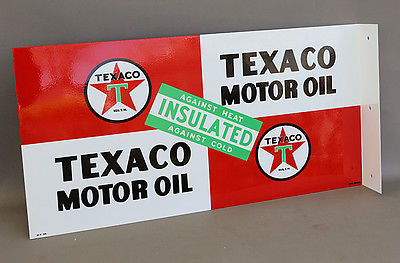 TEXACO
T
TEXACO
MOTOR OIL
AGAINST HEAT
INSULATED
AGAINST COLD
TEXACO
MOTOR OIL
TEXACO
T